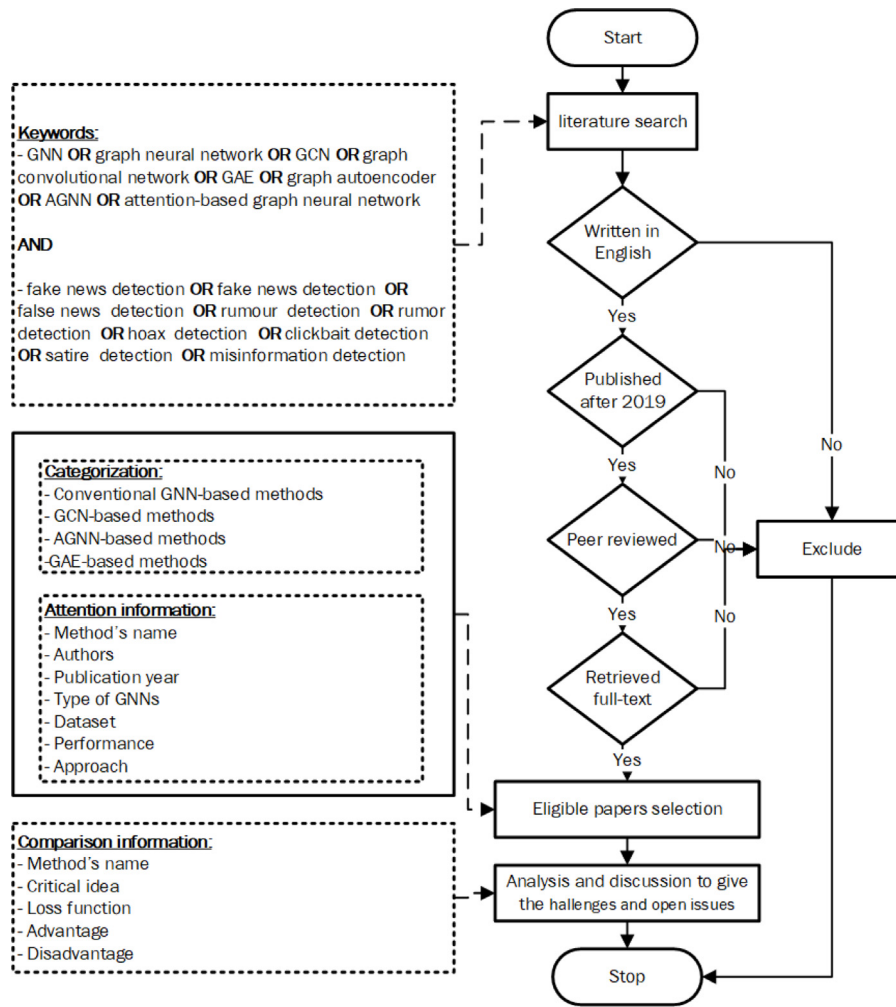 Start
literature search
Keywords:
- GNN OR graph neural network OR GCN OR graph
convolutional network OR GAE OR graph autoencoder
OR AGNN OR attention-based graph neural network
AND
- fake news detection OR fake news detection OR
false news detection OR rumour detection OR rumor
detection OR hoax detection OR clickbait detection
OR satire detection OR misinformation detection
Written in
English
Yes
No
Published
after 2019
Yes
No
Peer reviewed
No
Exclude
Yes
No
Retrieved
full-text
Yes
Categorization:
- Conventional GNN-based methods
- GCN-based methods
- AGNN-based methods
-GAE-based methods
Attention information:
- Method's name
- Authors
- Publication year
- Type of GNNs
- Dataset
- Performance
- Approach
Eligible papers selection
Comparison information:
- Method's name
- Critical idea
- Loss function
- Advantage
- Disadvantage
Analysis and discussion to give
the hallenges and open issues
Stop